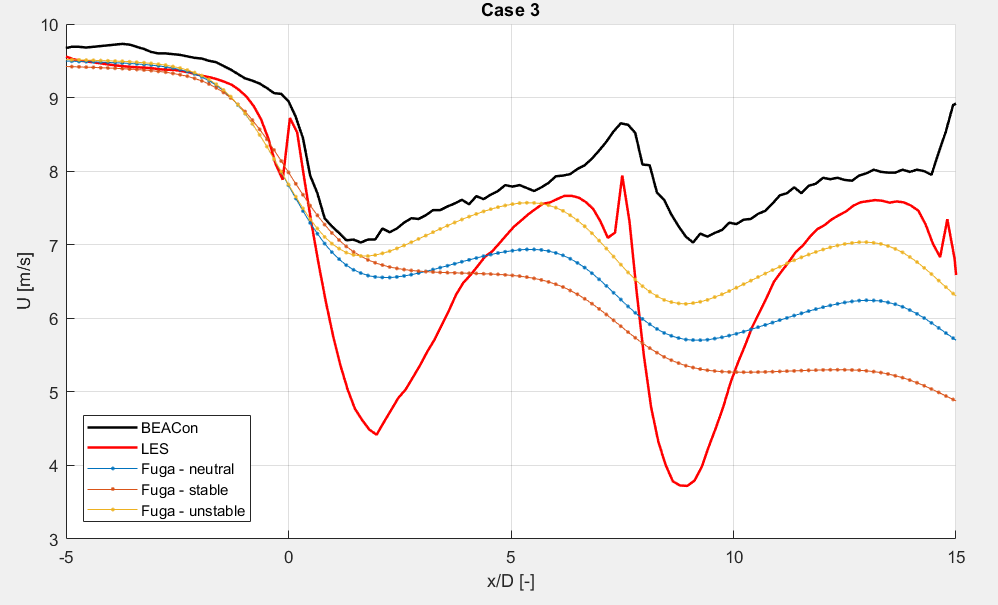 Case 3
10
9
8
7
6
5
4
3
U [m/s]
BEACon
LES
Fuga - neutral
Fuga - stable
Fuga - unstable
-5
0
5
10
15
x/D [-]